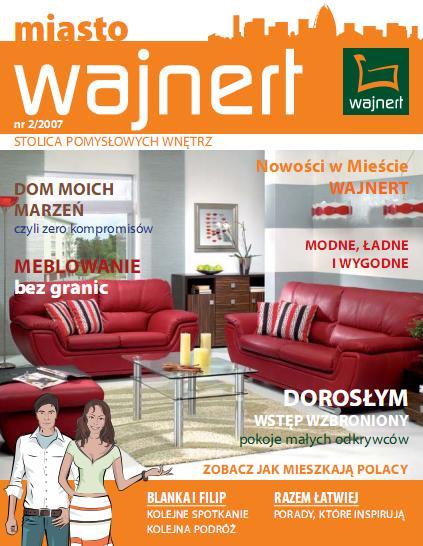 miasto
wajnert
wajnert
nr 2/2007
STOLICA POMYSŁOWYCH WNĘTRZ
Nowości w Mieście
WAJNERT
DOM MOICH
MARZEŃ
czyli zero kompromisów
MODNE, ŁADNE
I WYGODNE
MEBLOWANIE
bez granic
DOROSŁYM
WSTĘP WZBRONIONY
pokoje małych odkrywców
ZOBACZ JAK MIESZKAJĄ POLACY
BLANKA I FILIP
KOLEJNE SPOTKANIE
KOLEJNA PODRÓŻ
RAZEM ŁATWIEJ
PORADY, KTÓRE INSPIRUJĄ